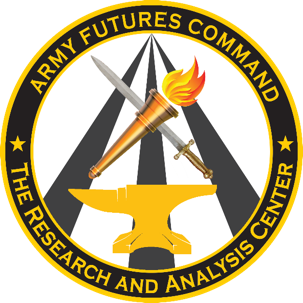 ARMY FUTURES COMMAND
THE RESEARCH AND ANALYSIS CENTER